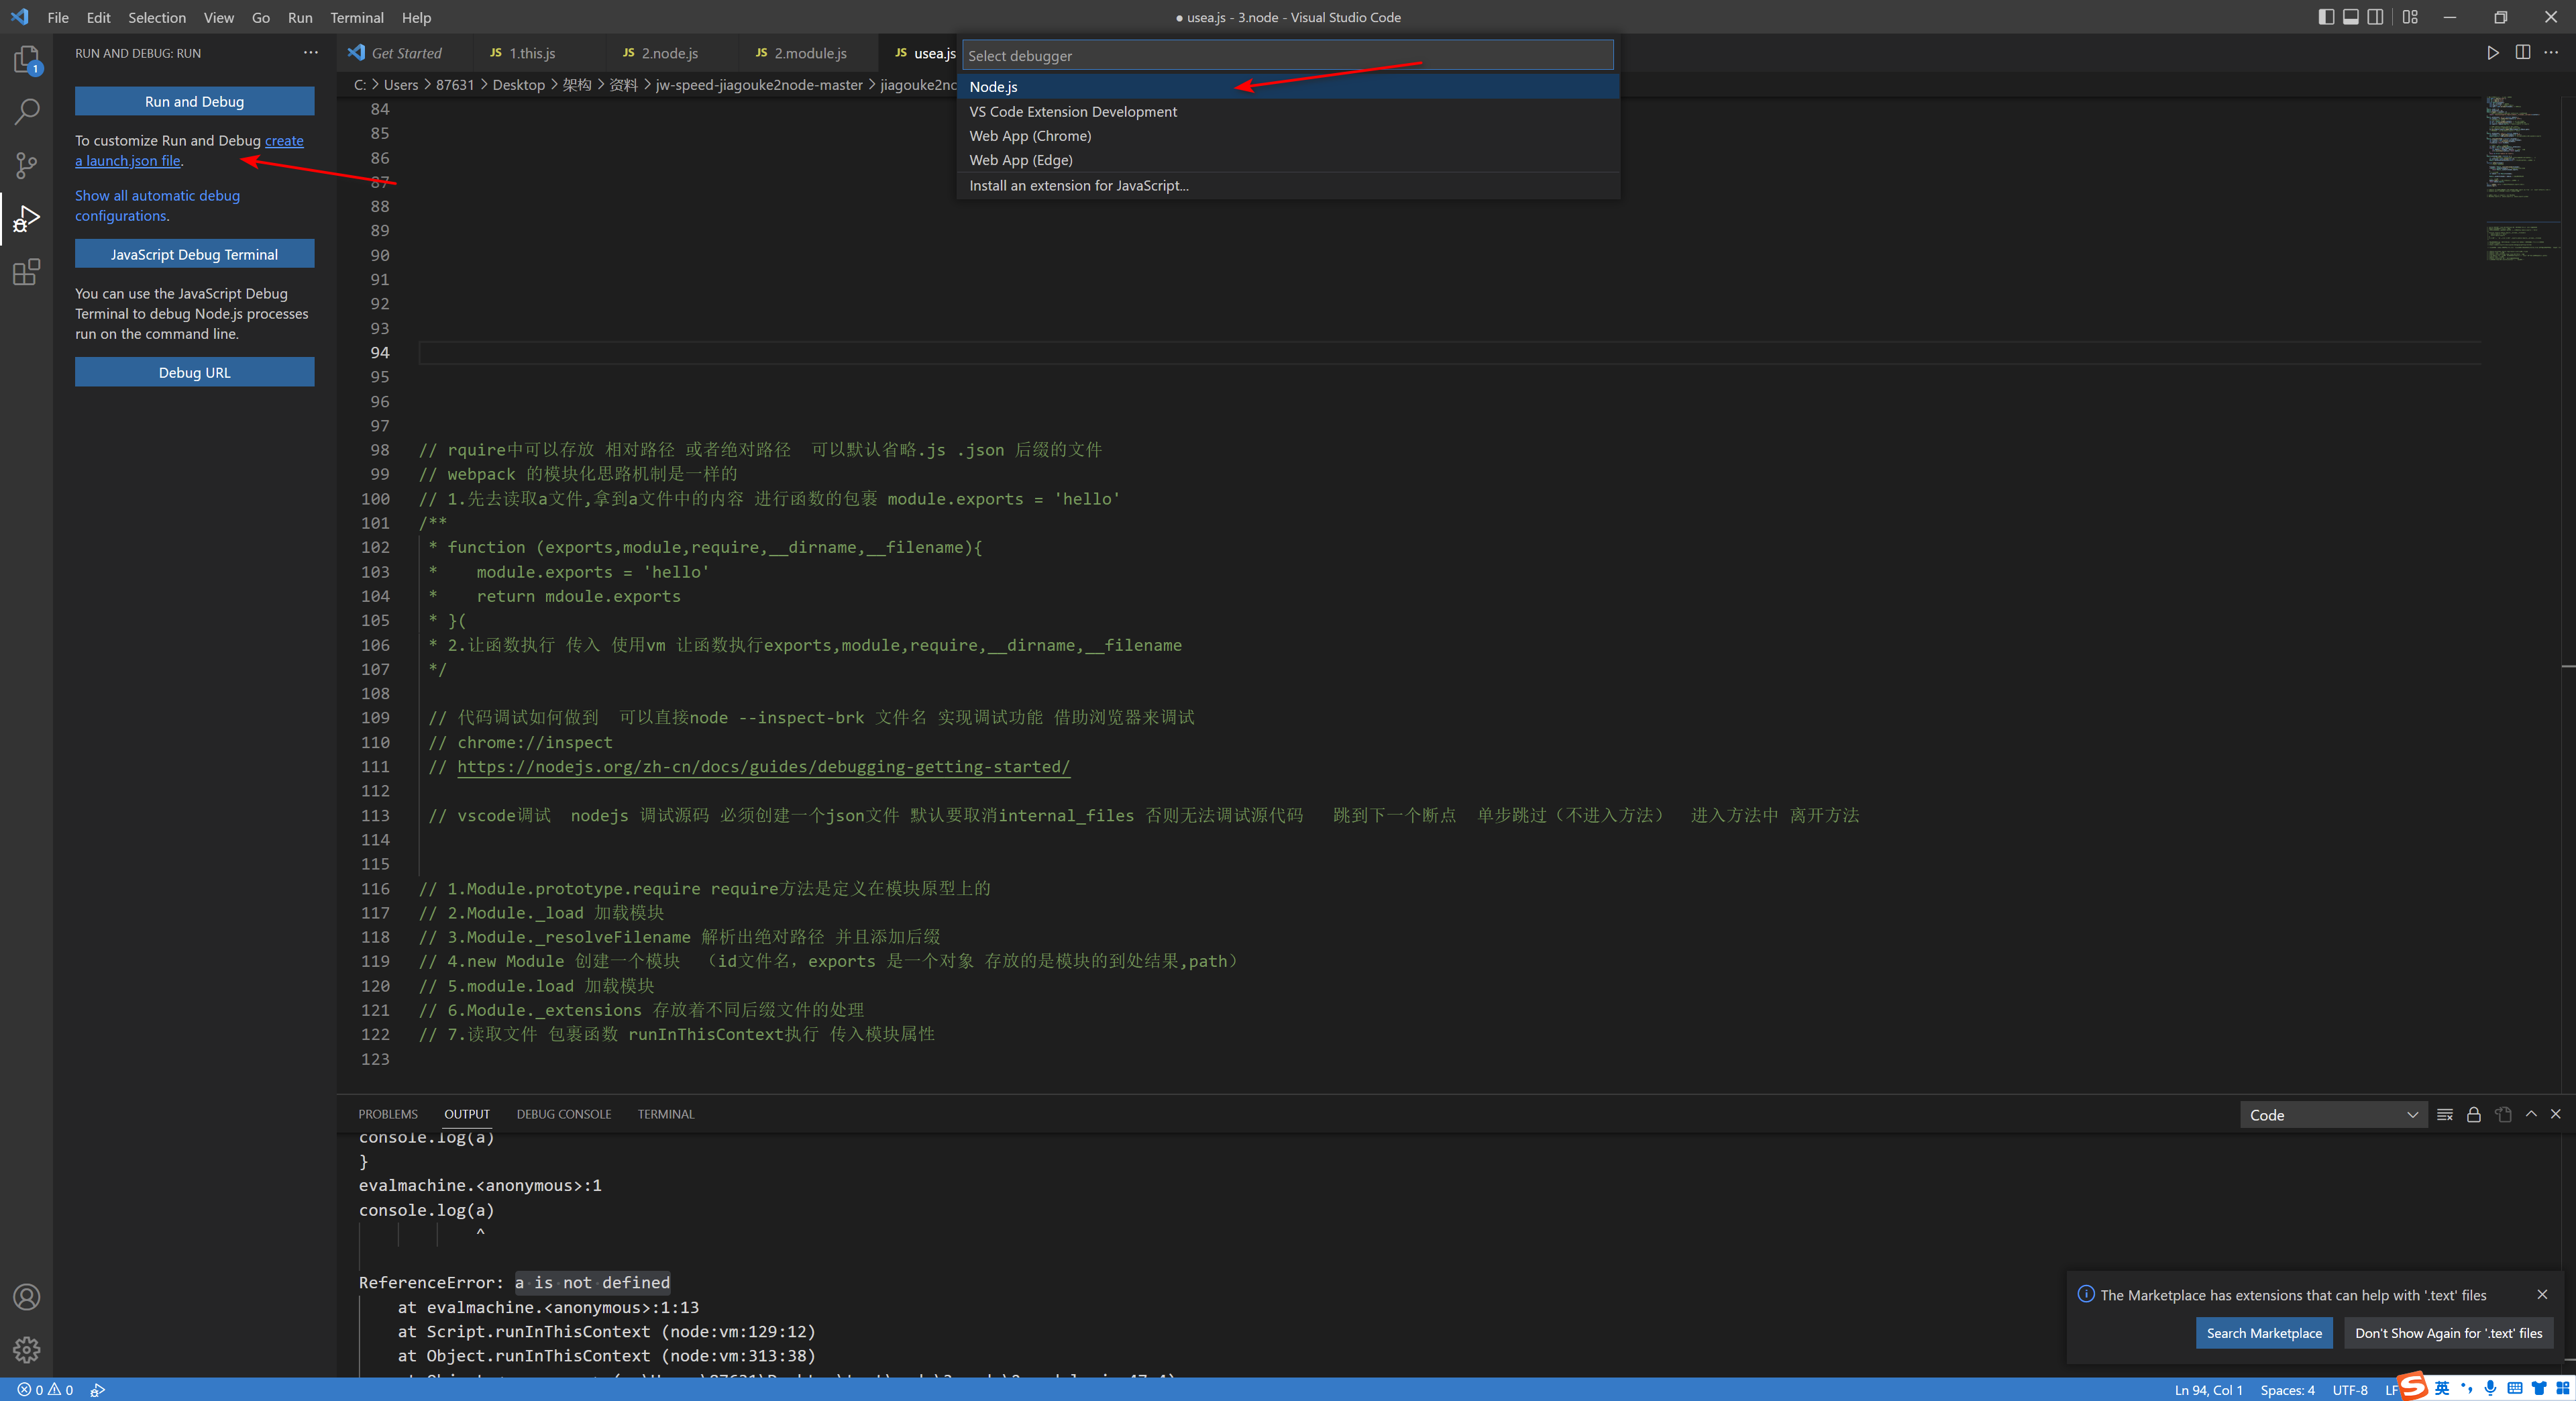 File Edit Selection View Go Run Terminal Help
● usea.js - 3.node - Visual Studio Code
RUN AND DEBUG: RUN
Get Started
JS 1.this.js
JS 2.node.js
JS 2.module.js
JS usea.js
Select debugger
C: > Users > 87631 > Desktop > 架构 > 资料 > jw-speed-jiagouke2node-master > jiagouke2no
Node.js
VS Code Extension Development
Web App (Chrome)
Web App (Edge)
Install an extension for JavaScript...
1
Run and Debug
To customize Run and Debug create
a launch.json file.
Show all automatic debug
configurations.
JavaScript Debug Terminal
You can use the JavaScript Debug
Terminal to debug Node.js processes
run on the command line.
Debug URL
84
85
86
87
88
89
90
91
92
93
94
95
96
97
98 // rquire中可以存放 相对路径 或者绝对路径  可以默认省略.js .json 后缀的文件
99 // webpack 的模块化思路机制是一样的
100 // 1.先去读取a文件,拿到a文件中的内容 进行函数的包裹 module.exports = 'hello'
101 /**
102 * function (exports,module,require,__dirname,__filename){
103 *    module.exports = 'hello'
104 *    return mdoule.exports
105 * }(
106 * 2.让函数执行 传入 使用vm 让函数执行exports,module,require,__dirname,__filename
107 */
108
109 // 代码调试如何做到  可以直接node --inspect-brk 文件名 实现调试功能 借助浏览器来调试
110 // chrome://inspect
111 // https://nodejs.org/zh-cn/docs/guides/debugging-getting-started/
112
113 // vscode调试  nodejs 调试源码 必须创建一个json文件 默认要取消internal_files 否则无法调试源代码   跳到下一个断点  单步跳过（不进入方法）  进入方法中 离开方法
114
115
116 // 1.Module.prototype.require require方法是定义在模块原型上的
117 // 2.Module._load 加载模块
118 // 3.Module._resolveFilename 解析出绝对路径 并且添加后缀
119 // 4.new Module 创建一个模块  （id文件名，exports 是一个对象 存放的是模块的到处结果,path）
120 // 5.module.load 加载模块
121 // 6.Module._extensions 存放着不同后缀文件的处理
122 // 7.读取文件 包裹函数 runInThisContext执行 传入模块属性
123
PROBLEMS OUTPUT DEBUG CONSOLE TERMINAL
Code
console.log(a)
}
evalmachine.<anonymous>:1
console.log(a)
^
ReferenceError: a is not defined
at evalmachine.<anonymous>:1:13
at Script.runInThisContext (node:vm:129:12)
at Object.runInThisContext (node:vm:313:38)
The Marketplace has extensions that can help with '.text' files
Search Marketplace
Don't Show Again for '.text' files
0 0
Ln 94, Col 1 Spaces: 4 UTF-8 LF
S 英